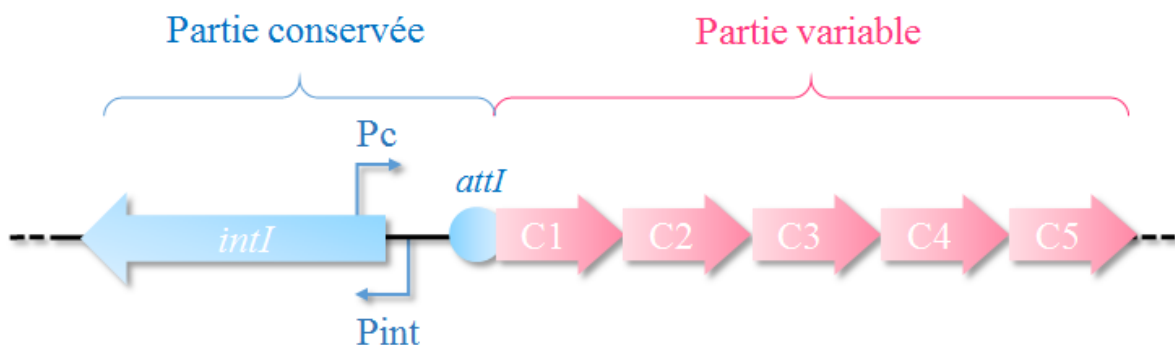 Partie conservée
Partie variable
Pc
attI
intI
C1
C2
C3
C4
C5
Pint